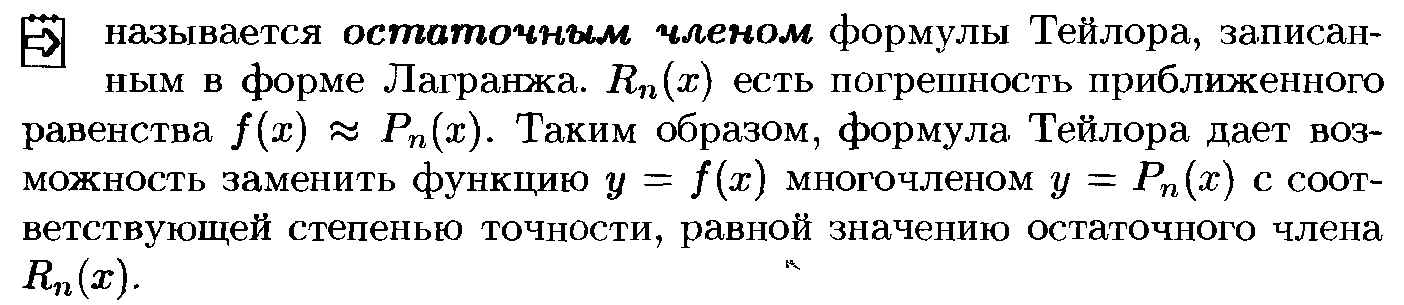 называется остаточным членом формулы Тейлора, записан-
ным в форме Лагранжа. Rₙ(x) есть погрешность приближенного
равенства f(x) ≈ Pₙ(x). Таким образом, формула Тейлора дает воз-
можность заменить функцию y = f(x) многочленом y = Pₙ(x) с соот-
ветствующей степенью точности, равной значению остаточного члена
Rₙ(x).